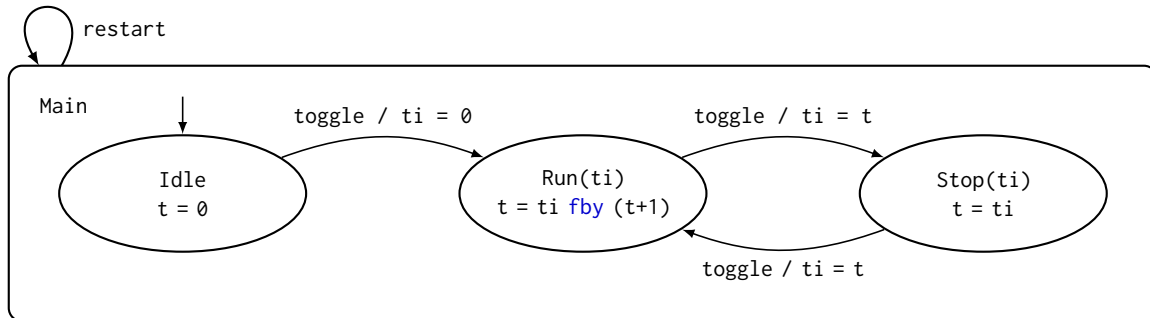 restart
Main
toggle / ti = 0
toggle / ti = t
Idle
t = 0
Run(ti)
t = ti fby (t+1)
Stop(ti)
t = ti
toggle / ti = t